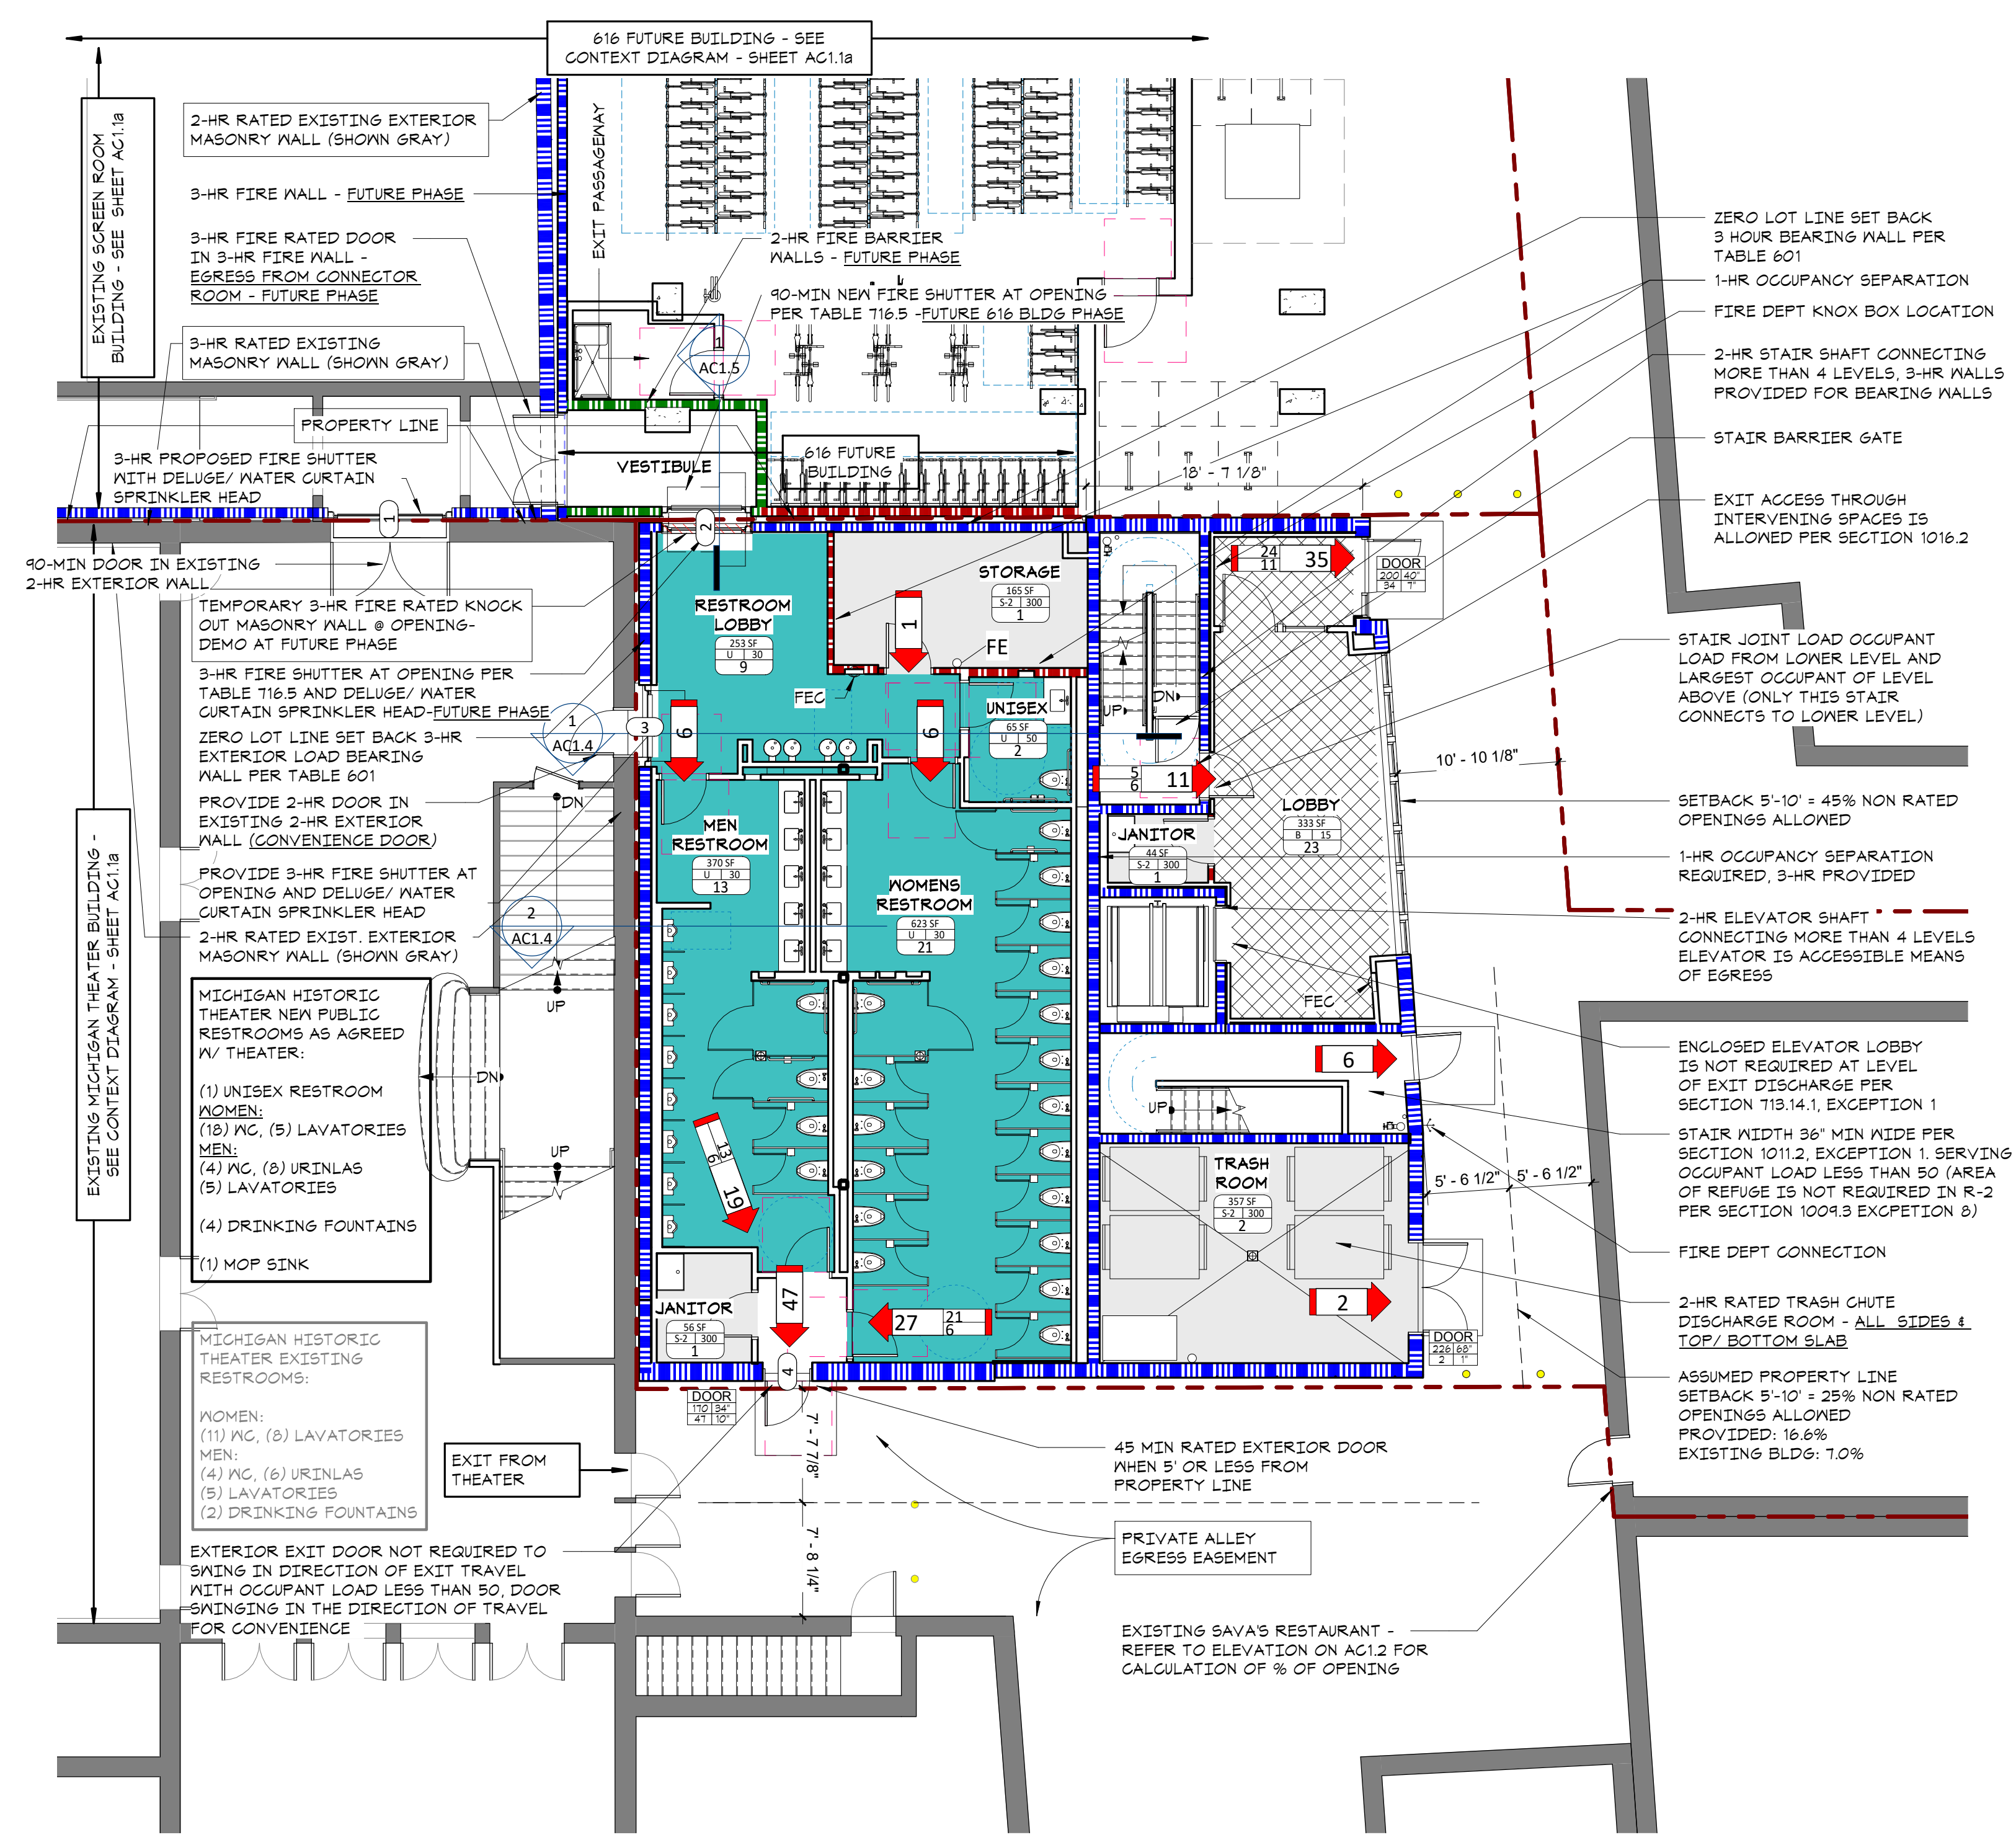 616 FUTURE BUILDING - SEE
CONTEXT DIAGRAM - SHEET AC1.1a
EXISTING SCREEN ROOM
BUILDING - SEE SHEET AC1.1a
2-HR RATED EXISTING EXTERIOR
MASONRY WALL (SHOWN GRAY)
3-HR FIRE WALL - FUTURE PHASE
3-HR FIRE RATED DOOR
IN 3-HR FIRE WALL -
EGRESS FROM CONNECTOR
ROOM - FUTURE PHASE
3-HR RATED EXISTING
MASONRY WALL (SHOWN GRAY)
PROPERTY LINE
3-HR PROPOSED FIRE SHUTTER
WITH DELUGE/ WATER CURTAIN
SPRINKLER HEAD
90-MIN DOOR IN EXISTING
2-HR EXTERIOR WALL
TEMPORARY 3-HR FIRE RATED KNOCK
OUT MASONRY WALL @ OPENING-
DEMO AT FUTURE PHASE
3-HR FIRE SHUTTER AT OPENING PER
TABLE 716.5 AND DELUGE/ WATER
CURTAIN SPRINKLER HEAD-FUTURE PHASE
ZERO LOT LINE SET BACK 3-HR
EXTERIOR LOAD BEARING
WALL PER TABLE 601
PROVIDE 2-HR DOOR IN
EXISTING 2-HR EXTERIOR
WALL (CONVENIENCE DOOR)
PROVIDE 3-HR FIRE SHUTTER AT
OPENING AND DELUGE/ WATER
CURTAIN SPRINKLER HEAD
2-HR RATED EXIST. EXTERIOR
MASONRY WALL (SHOWN GRAY)
EXISTING MICHIGAN THEATER BUILDING -
SEE CONTEXT DIAGRAM - SHEET AC1.1a
MICHIGAN HISTORIC
THEATER NEW PUBLIC
RESTROOMS AS AGREED
W/ THEATER:
(1) UNISEX RESTROOM
WOMEN:
(18) WC, (5) LAVATORIES
MEN:
(4) WC, (8) URINLAS
(5) LAVATORIES
(4) DRINKING FOUNTAINS
(1) MOP SINK
MICHIGAN HISTORIC
THEATER EXISTING
RESTROOMS:
WOMEN:
(11) WC, (8) LAVATORIES
MEN:
(4) WC, (6) URINLAS
(5) LAVATORIES
(2) DRINKING FOUNTAINS
EXIT FROM
THEATER
EXTERIOR EXIT DOOR NOT REQUIRED TO
SWING IN DIRECTION OF EXIT TRAVEL
WITH OCCUPANT LOAD LESS THAN 50, DOOR
SWINGING IN THE DIRECTION OF TRAVEL
FOR CONVENIENCE
EXIT PASSAGEWAY
2-HR FIRE BARRIER
WALLS - FUTURE PHASE
90-MIN NEW FIRE SHUTTER AT OPENING
PER TABLE 716.5 -FUTURE 616 BLDG PHASE
1
AC1.5
VESTIBULE
616 FUTURE
BUILDING
18' - 7 1/8"
1
2
3
4
1
AC1.4
2
AC1.4
DN
UP
DN
UP
RESTROOM
LOBBY
253 SF
U 30
9
STORAGE
165 SF
S-2 300
1
1
FE
FEC
6
6
UNISEX
65 SF
U 50
2
MEN
RESTROOM
370 SF
U 30
13
WOMENS
RESTROOM
623 SF
U 30
21
13
6
19
47
27
21
6
JANITOR
56 SF
S-2 300
1
DOOR
170 34"
47 10"
UP
DN
5
6
11
24
11
35
DOOR
200 40"
34 7"
LOBBY
333 SF
B 15
23
JANITOR
44 SF
S-2 300
1
FEC
6
UP
TRASH
ROOM
357 SF
S-2 300
2
2
DOOR
226 68"
2 1"
10' - 10 1/8"
5' - 6 1/2"
5' - 6 1/2"
7' - 7 7/8"
7' - 8 1/4"
45 MIN RATED EXTERIOR DOOR
WHEN 5' OR LESS FROM
PROPERTY LINE
PRIVATE ALLEY
EGRESS EASEMENT
EXISTING SAVA'S RESTAURANT -
REFER TO ELEVATION ON AC1.2 FOR
CALCULATION OF % OF OPENING
ZERO LOT LINE SET BACK
3 HOUR BEARING WALL PER
TABLE 601
1-HR OCCUPANCY SEPARATION
FIRE DEPT KNOX BOX LOCATION
2-HR STAIR SHAFT CONNECTING
MORE THAN 4 LEVELS, 3-HR WALLS
PROVIDED FOR BEARING WALLS
STAIR BARRIER GATE
EXIT ACCESS THROUGH
INTERVENING SPACES IS
ALLOWED PER SECTION 1016.2
STAIR JOINT LOAD OCCUPANT
LOAD FROM LOWER LEVEL AND
LARGEST OCCUPANT OF LEVEL
ABOVE (ONLY THIS STAIR
CONNECTS TO LOWER LEVEL)
SETBACK 5'-10' = 45% NON RATED
OPENINGS ALLOWED
1-HR OCCUPANCY SEPARATION
REQUIRED, 3-HR PROVIDED
2-HR ELEVATOR SHAFT
CONNECTING MORE THAN 4 LEVELS
ELEVATOR IS ACCESSIBLE MEANS
OF EGRESS
ENCLOSED ELEVATOR LOBBY
IS NOT REQUIRED AT LEVEL
OF EXIT DISCHARGE PER
SECTION 713.14.1, EXCEPTION 1
STAIR WIDTH 36" MIN WIDE PER
SECTION 1011.2, EXCEPTION 1. SERVING
OCCUPANT LOAD LESS THAN 50 (AREA
OF REFUGE IS NOT REQUIRED IN R-2
PER SECTION 1009.3 EXCPETION 8)
FIRE DEPT CONNECTION
2-HR RATED TRASH CHUTE
DISCHARGE ROOM - ALL SIDES &
TOP/ BOTTOM SLAB
ASSUMED PROPERTY LINE
SETBACK 5'-10' = 25% NON RATED
OPENINGS ALLOWED
PROVIDED: 16.6%
EXISTING BLDG: 7.0%